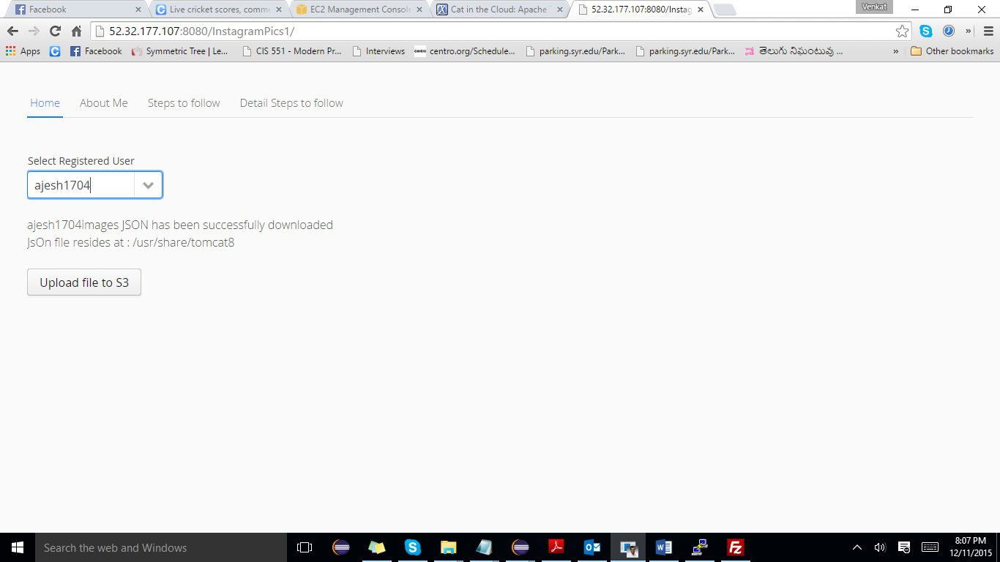 Facebook
Live cricket scores, comme
EC2 Management Console
Cat in the Cloud: Apache T
52.32.177.107:8080/Instag
Venkat
52.32.177.107:8080/InstagramPics1/
Apps
Facebook
Symmetric Tree | Le...
CIS 551 - Modern Pr...
Interviews
centro centro.org/Schedule...
parking.syr.edu/Park...
parking.syr.edu/Park...
తెలుగు నిఘంటువు ...
»
Other bookmarks
Home
About Me
Steps to follow
Detail Steps to follow
Select Registered User
ajesh1704
ajesh1704images JSON has been successfully downloaded
JsOn file resides at : /usr/share/tomcat8
Upload file to S3
Search the web and Windows
8:07 PM
12/11/2015